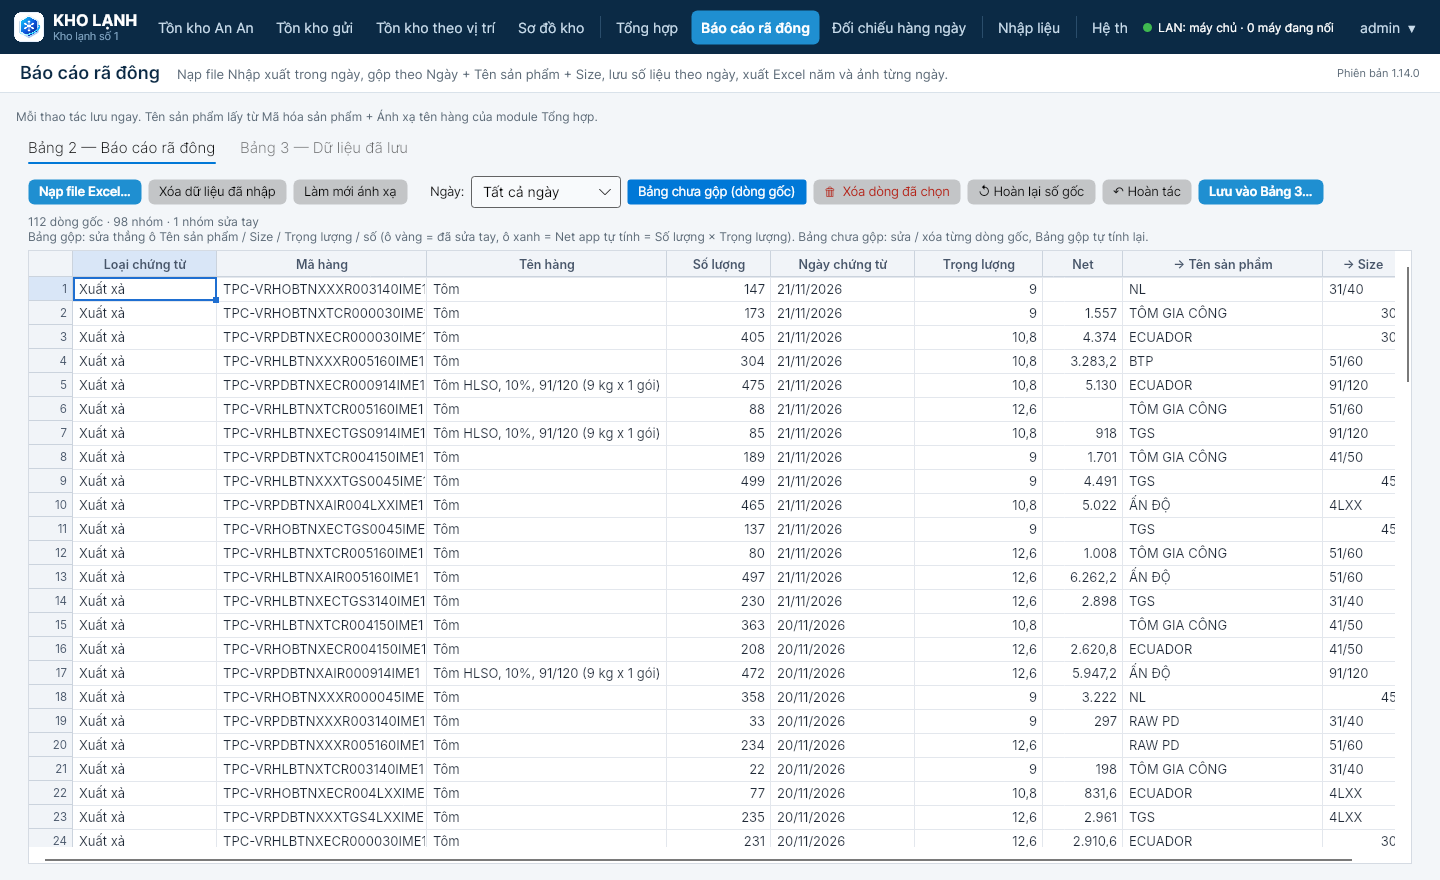 KHO LẠNH
Kho lạnh số 1
Tồn kho An An Tồn kho gửi Tồn kho theo vị trí Sơ đồ kho Tổng hợp Báo cáo rã đông Đối chiếu hàng ngày Nhập liệu Hệ th LAN: máy chủ · 0 máy đang nối admin ▾
Báo cáo rã đông Nạp file Nhập xuất trong ngày, gộp theo Ngày + Tên sản phẩm + Size, lưu số liệu theo ngày, xuất Excel năm và ảnh từng ngày. Phiên bản 1.14.0
Mỗi thao tác lưu ngay. Tên sản phẩm lấy từ Mã hóa sản phẩm + Ánh xạ tên hàng của module Tổng hợp.
Bảng 2 — Báo cáo rã đông Bảng 3 — Dữ liệu đã lưu
Nạp file Excel... Xóa dữ liệu đã nhập Làm mới ánh xạ Ngày: Tất cả ngày Bảng chưa gộp (dòng gốc) Xóa dòng đã chọn Hoàn lại số gốc Hoàn tác Lưu vào Bảng 3...
112 dòng gốc · 98 nhóm · 1 nhóm sửa tay
Bảng gộp: sửa thẳng ô Tên sản phẩm / Size / Trọng lượng / số (ô vàng = đã sửa tay, ô xanh = Net app tự tính = Số lượng × Trọng lượng). Bảng chưa gộp: sửa / xóa từng dòng gốc, Bảng gộp tự tính lại.
Loại chứng từ Mã hàng Tên hàng Số lượng Ngày chứng từ Trọng lượng Net → Tên sản phẩm → Size
1 Xuất xả TPC-VRHOBTNXXXR003140IME1 Tôm 147 21/11/2026 9 NL 31/40
2 Xuất xả TPC-VRHOBTNXTCR000030IME Tôm 173 21/11/2026 9 1.557 TÔM GIA CÔNG 30
3 Xuất xả TPC-VRPDBTNXECR000030IME1 Tôm 405 21/11/2026 10,8 4.374 ECUADOR 30
4 Xuất xả TPC-VRHLBTNXXXR005160IME1 Tôm 304 21/11/2026 10,8 3.283,2 BTP 51/60
5 Xuất xả TPC-VRPDBTNXECR000914IME1 Tôm HLSO, 10%, 91/120 (9 kg x 1 gói) 475 21/11/2026 10,8 5.130 ECUADOR 91/120
6 Xuất xả TPC-VRHLBTNXTCR005160IME1 Tôm 88 21/11/2026 12,6 TÔM GIA CÔNG 51/60
7 Xuất xả TPC-VRHLBTNXECTGS0914IME1 Tôm HLSO, 10%, 91/120 (9 kg x 1 gói) 85 21/11/2026 10,8 918 TGS 91/120
8 Xuất xả TPC-VRPDBTNXTCR004150IME1 Tôm 189 21/11/2026 9 1.701 TÔM GIA CÔNG 41/50
9 Xuất xả TPC-VRHLBTNXXXTGS0045IME1 Tôm 499 21/11/2026 9 4.491 TGS 45
10 Xuất xả TPC-VRPDBTNXAIR004LXXIME1 Tôm 465 21/11/2026 10,8 5.022 ẤN ĐỘ 4LXX
11 Xuất xả TPC-VRHOBTNXECTGS0045IME Tôm 137 21/11/2026 9 TGS 45
12 Xuất xả TPC-VRHLBTNXTCR005160IME1 Tôm 80 21/11/2026 12,6 1.008 TÔM GIA CÔNG 51/60
13 Xuất xả TPC-VRHLBTNXAIR005160IME1 Tôm 497 21/11/2026 12,6 6.262,2 ẤN ĐỘ 51/60
14 Xuất xả TPC-VRHLBTNXECTGS3140IME1 Tôm 230 21/11/2026 12,6 2.898 TGS 31/40
15 Xuất xả TPC-VRHLBTNXTCR004150IME1 Tôm 363 20/11/2026 10,8 TÔM GIA CÔNG 41/50
16 Xuất xả TPC-VRHOBTNXECR004150IME1 Tôm 208 20/11/2026 12,6 2.620,8 ECUADOR 41/50
17 Xuất xả TPC-VRPDBTNXAIR000914IME1 Tôm HLSO, 10%, 91/120 (9 kg x 1 gói) 472 20/11/2026 12,6 5.947,2 ẤN ĐỘ 91/120
18 Xuất xả TPC-VRHOBTNXXXR000045IME Tôm 358 20/11/2026 9 3.222 NL 45
19 Xuất xả TPC-VRPDBTNXXXR003140IME1 Tôm 33 20/11/2026 9 297 RAW PD 31/40
20 Xuất xả TPC-VRPDBTNXXXR005160IME1 Tôm 234 20/11/2026 12,6 RAW PD 51/60
21 Xuất xả TPC-VRHLBTNXTCR003140IME1 Tôm 22 20/11/2026 9 198 TÔM GIA CÔNG 31/40
22 Xuất xả TPC-VRHOBTNXECR004LXXIME Tôm 77 20/11/2026 10,8 831,6 ECUADOR 4LXX
23 Xuất xả TPC-VRPDBTNXXXTGS4LXXIME Tôm 235 20/11/2026 12,6 2.961 TGS 4LXX
24 Xuất xả TPC-VRHLBTNXECR000030IME1 Tôm 231 20/11/2026 12,6 2.910,6 ECUADOR 30